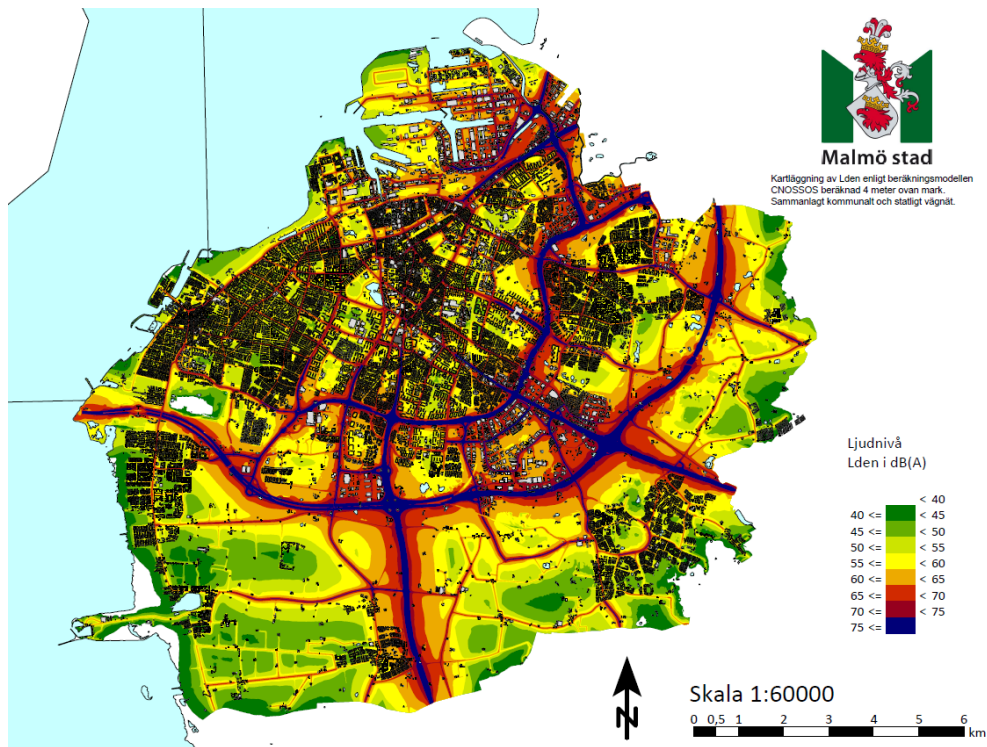 Malmö stad
Kartläggning av Lden enligt beräkningsmodellen
CNOSSOS beräknad 4 meter ovan mark.
Sammanlagt kommunalt och statligt vägnät.
Ljudnivå
Lden i dB(A)
< 40
40 <= < 45
45 <= < 50
50 <= < 55
55 <= < 60
60 <= < 65
65 <= < 70
70 <= < 75
75 <=
N
Skala 1:60000
0 0,5 1 2 3 4 5 6
km